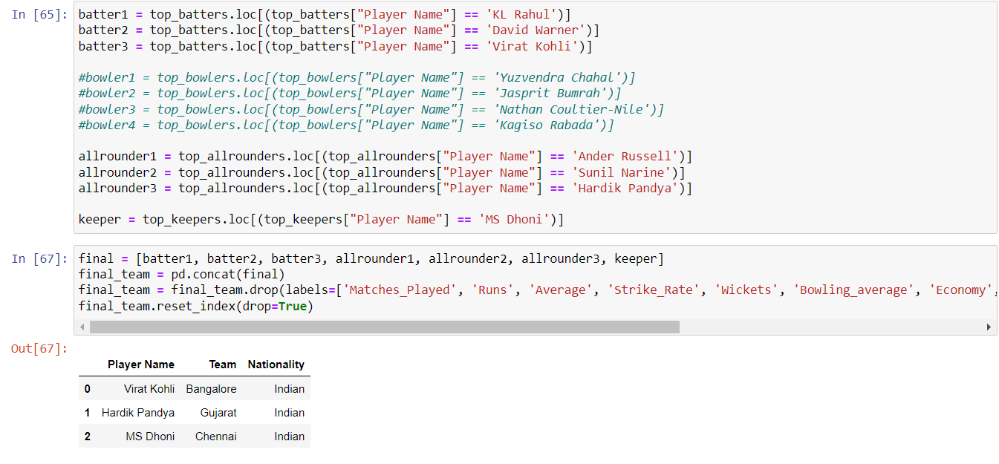 In [65]: batter1 = top_batters.loc[(top_batters["Player Name"] == 'KL Rahul')]
batter2 = top_batters.loc[(top_batters["Player Name"] == 'David Warner')]
batter3 = top_batters.loc[(top_batters["Player Name"] == 'Virat Kohli')]
#bowler1 = top_bowlers.loc[(top_bowlers["Player Name"] == 'Yuzvendra Chahal')]
#bowler2 = top_bowlers.loc[(top_bowlers["Player Name"] == 'Jasprit Bumrah')]
#bowler3 = top_bowlers.loc[(top_bowlers["Player Name"] == 'Nathan Coultier-Nile')]
#bowler4 = top_bowlers.loc[(top_bowlers["Player Name"] == 'Kagiso Rabada')]
allrounder1 = top_allrounders.loc[(top_allrounders["Player Name"] == 'Ander Russell')]
allrounder2 = top_allrounders.loc[(top_allrounders["Player Name"] == 'Sunil Narine')]
allrounder3 = top_allrounders.loc[(top_allrounders["Player Name"] == 'Hardik Pandya')]
keeper = top_keepers.loc[(top_keepers["Player Name"] == 'MS Dhoni')]
In [67]: final = [batter1, batter2, batter3, allrounder1, allrounder2, allrounder3, keeper]
final_team = pd.concat(final)
final_team = final_team.drop(labels=['Matches_Played', 'Runs', 'Average', 'Strike_Rate', 'Wickets', 'Bowling_average', 'Economy',
final_team.reset_index(drop=True)
Out[67]:
Player Name Team Nationality
0 Virat Kohli Bangalore Indian
1 Hardik Pandya Gujarat Indian
2 MS Dhoni Chennai Indian